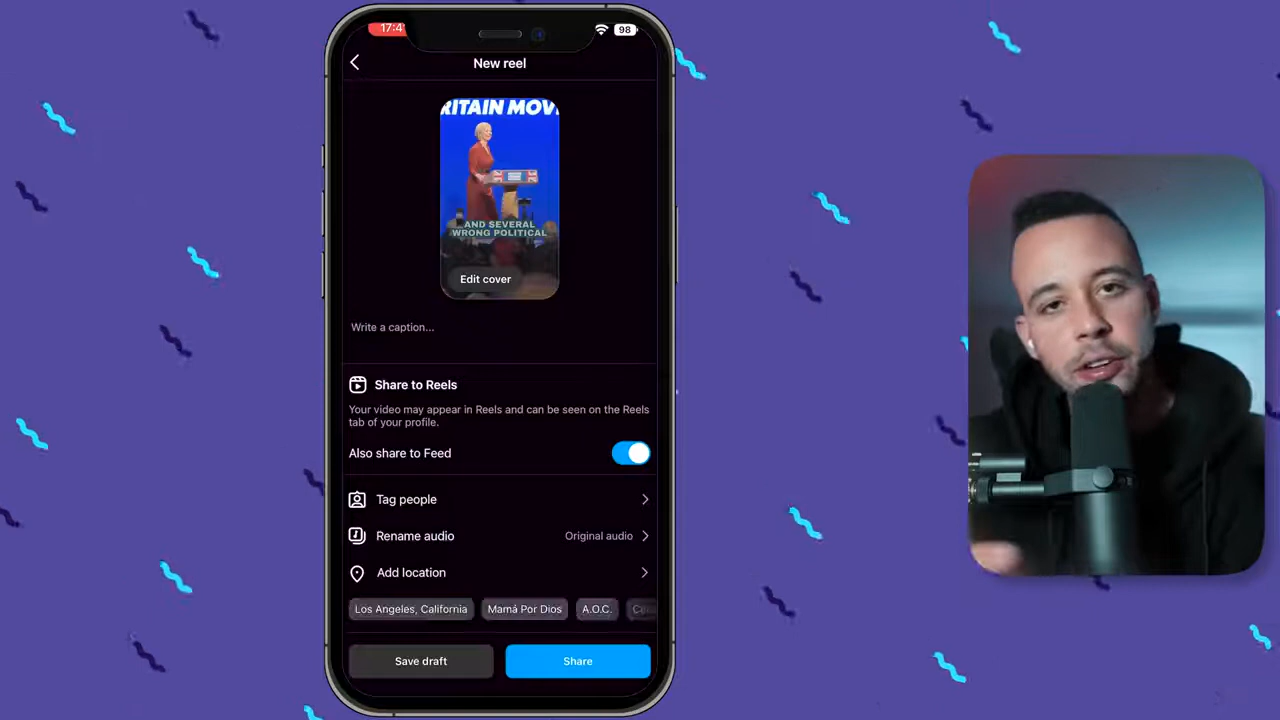 17:4
98
New reel
RITAIN MOV
AND SEVERAL
WRONG POLITICAL
Edit cover
Write a caption...
Share to Reels
Your video may appear in Reels and can be seen on the Reels
tab of your profile.
Also share to Feed
Tag people
Rename audio Original audio
Add location
Los Angeles, California Mamá Por Dios A.O.C.
Save draft Share